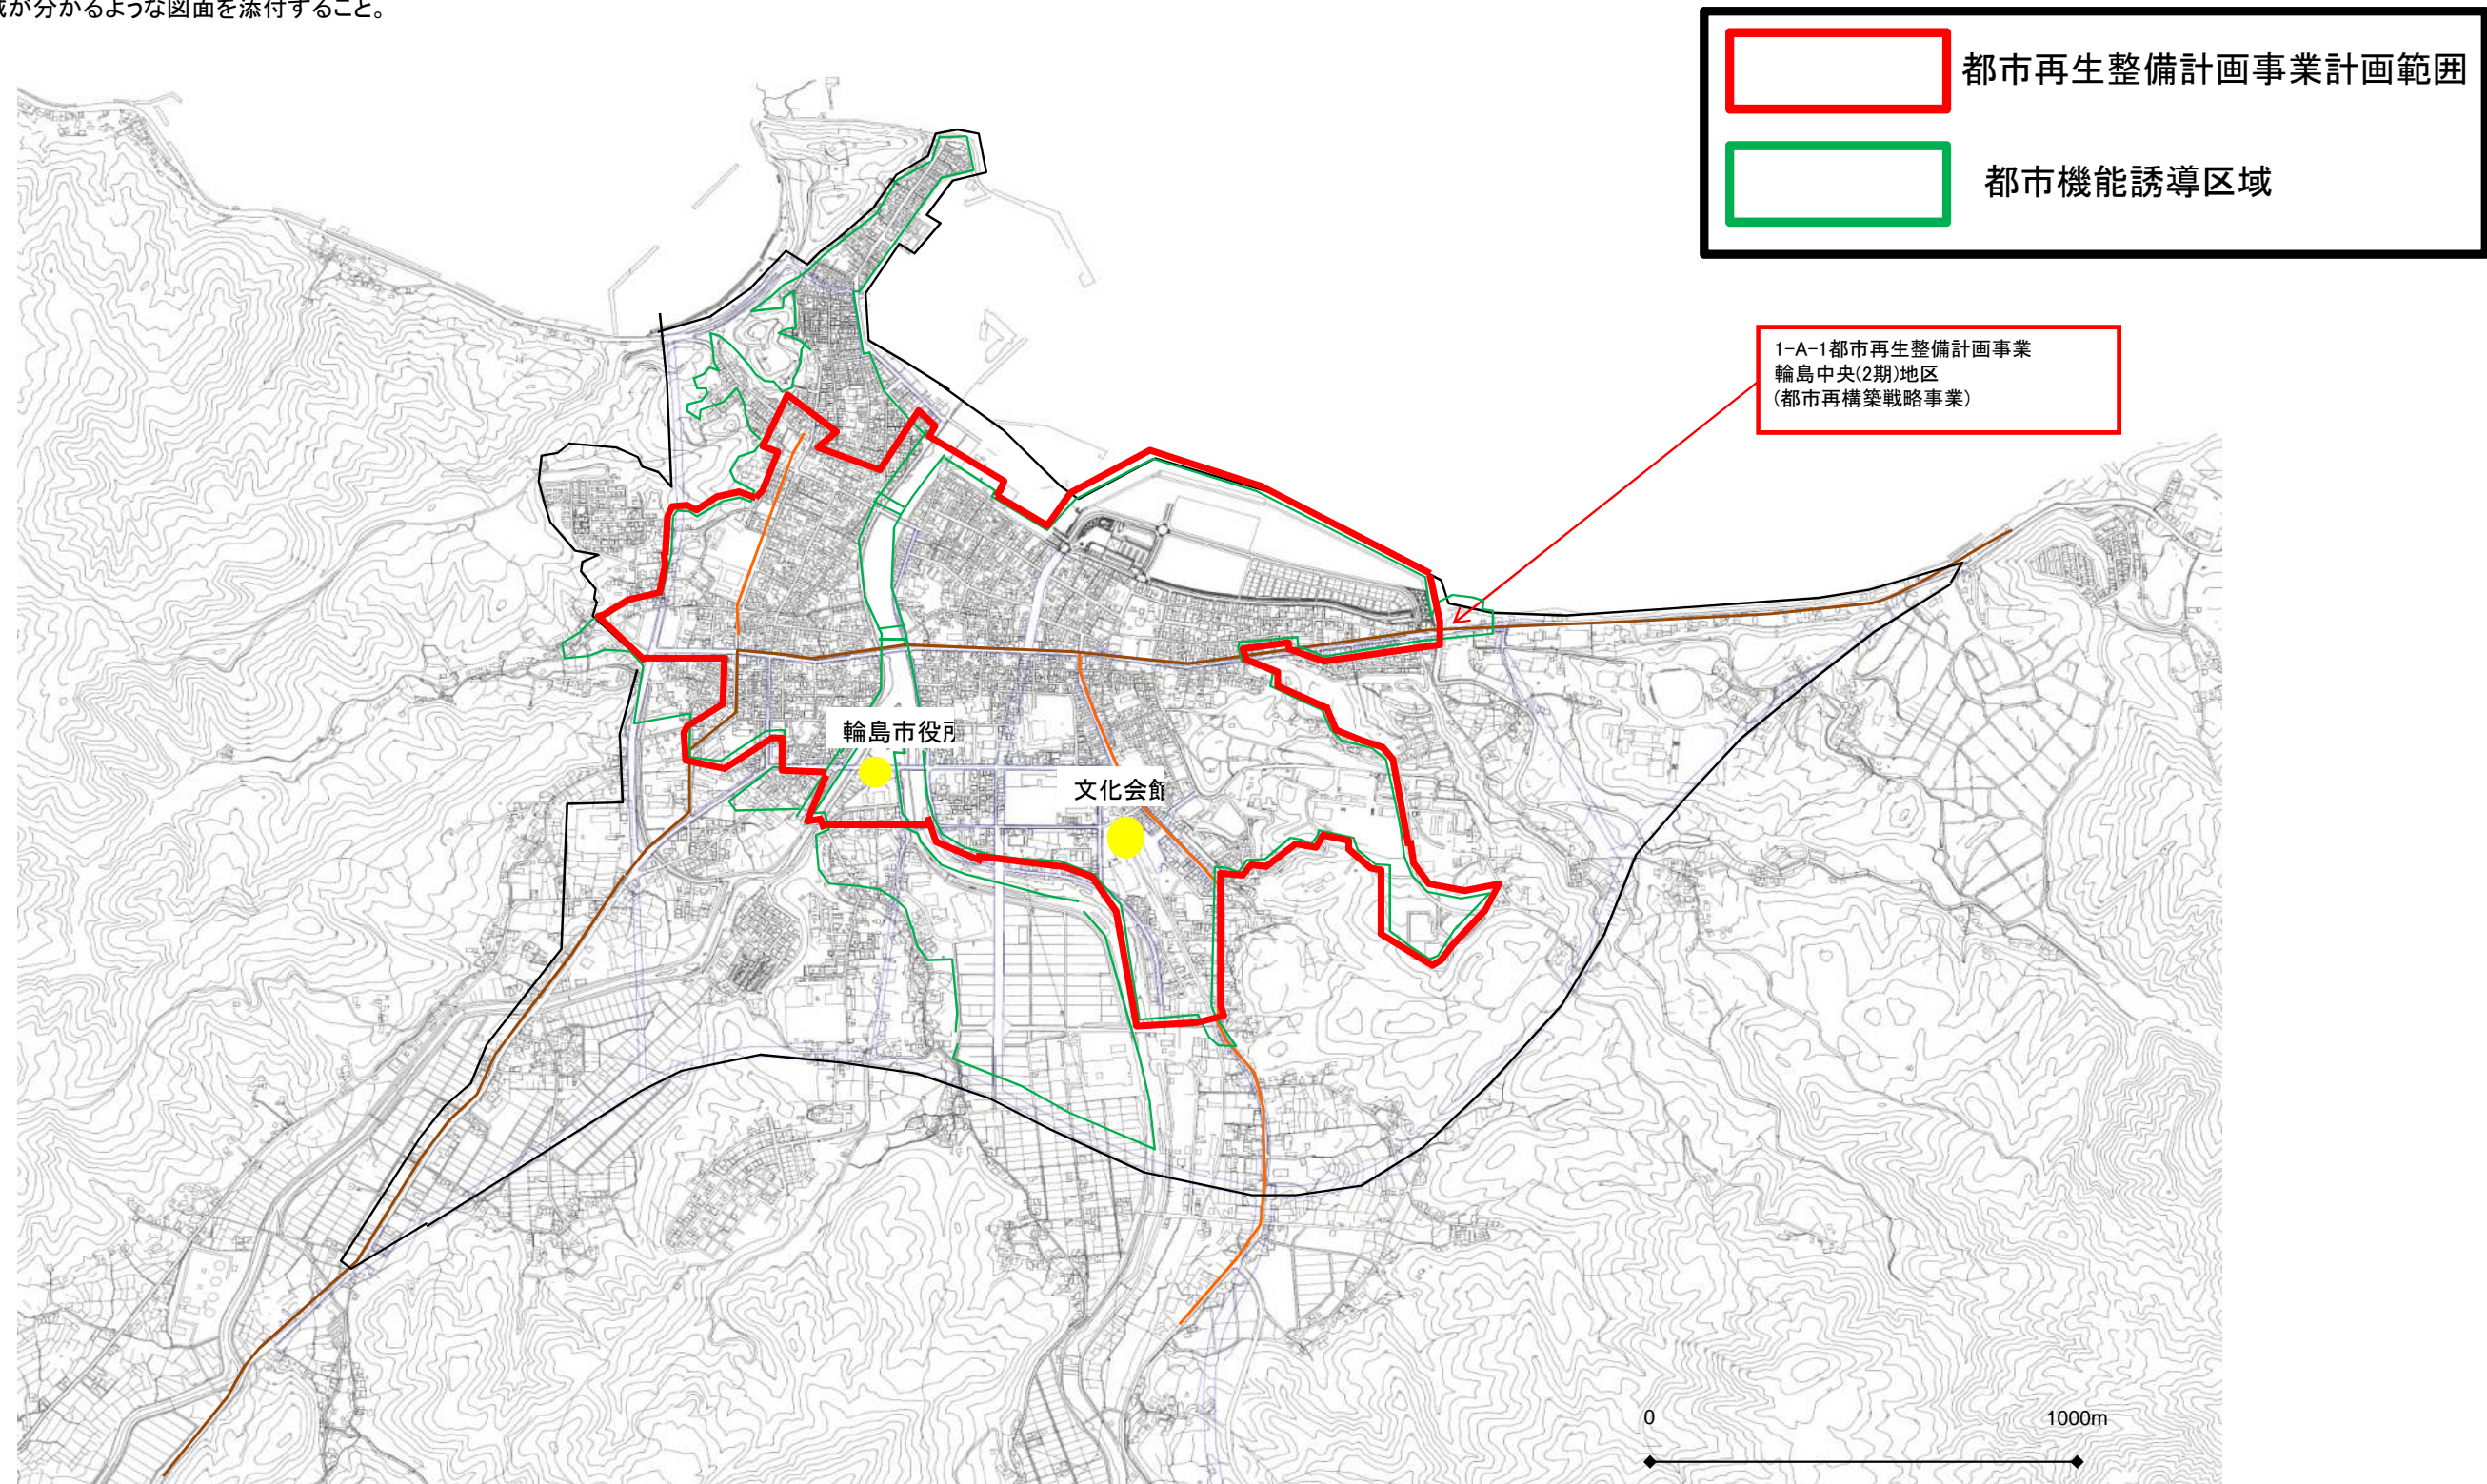 域が分かるような図面を添付すること。
都市再生整備計画事業計画範囲
都市機能誘導区域
1-A-1都市再生整備計画事業
輪島中央(2期)地区
(都市再構築戦略事業)
輪島市役所
文化会館
0
1000m